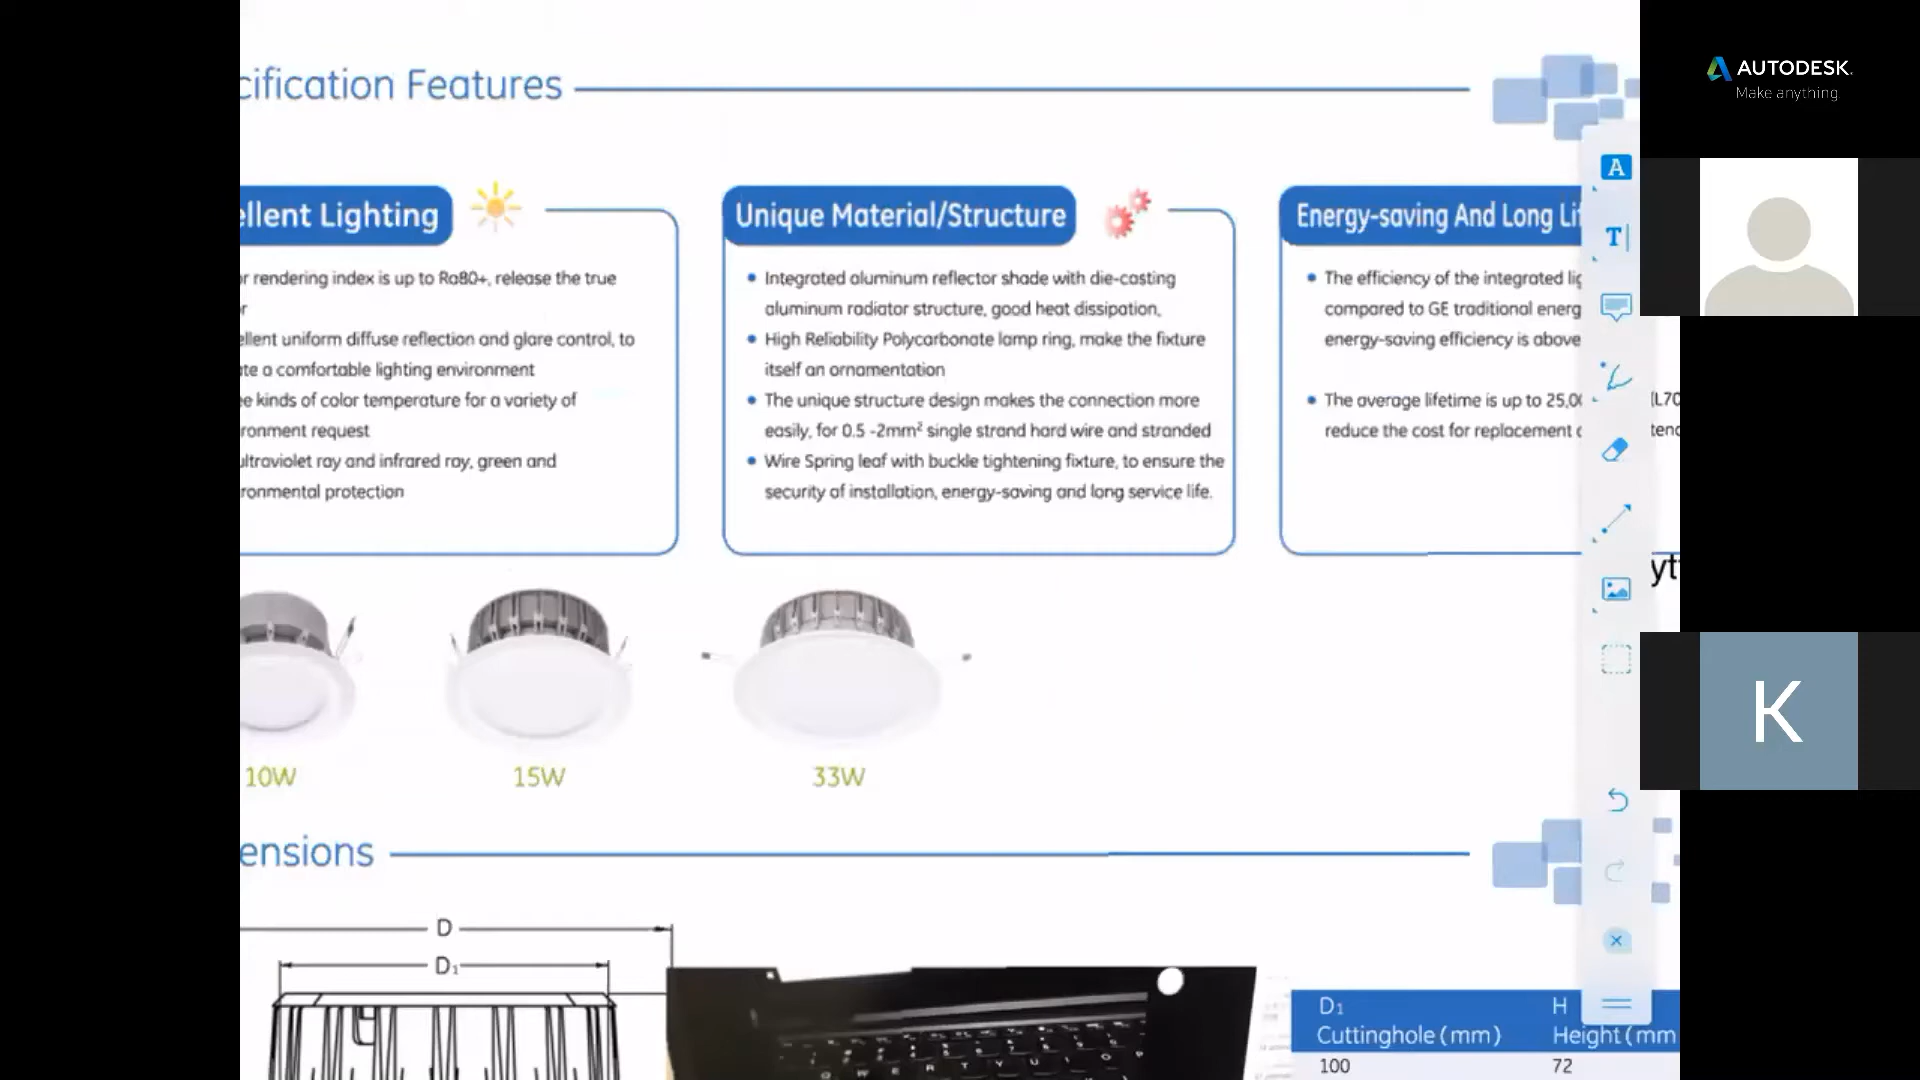 cification Features
AUTODESK.
Make anything.
ellent Lighting
r rendering index is up to Ra80+, release the true
r
ellent uniform diffuse reflection and glare control, to
te a comfortable lighting environment
e kinds of color temperature for a variety of
ronment request
ultraviolet ray and infrared ray, green and
ronmental protection
Unique Material/Structure
Integrated aluminum reflector shade with die-casting
aluminum radiator structure, good heat dissipation,
High Reliability Polycarbonate lamp ring, make the fixture
itself an ornamentation
The unique structure design makes the connection more
easily, for 0.5 -2mm² single strand hard wire and stranded
Wire Spring leaf with buckle tightening fixture, to ensure the
security of installation, energy-saving and long service life.
Energy-saving And Long Li
The efficiency of the integrated lig
compared to GE traditional energ
energy-saving efficiency is above
The average lifetime is up to 25,00 (L70
reduce the cost for replacement tend
A
T
yt
K
10W
15W
33W
ensions
D
D₁
D₁ H
Cuttinghole(mm) Height(mm
100 72